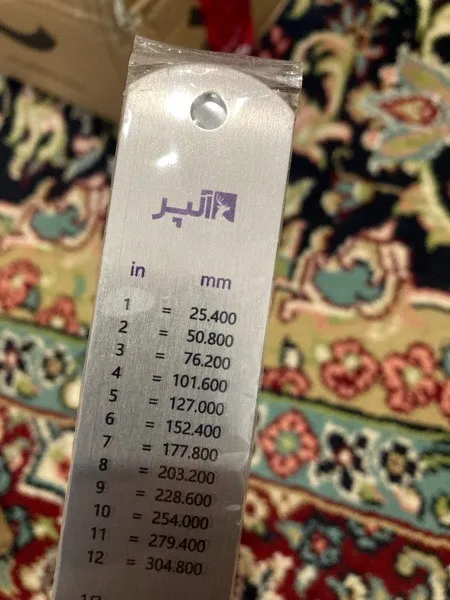 آلپر
in mm
1 = 25.400
2 = 50.800
3 = 76.200
4 = 101.600
5 = 127.000
6 = 152.400
7 = 177.800
8 = 203.200
9 = 228.600
10 = 254.000
11 = 279.400
12 = 304.800